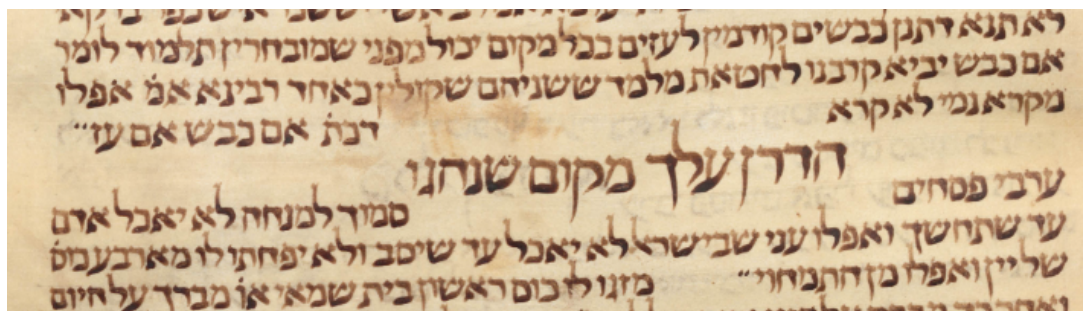 לא תנא דתנן כבשים קודמין לעזים בכל מקום יכול מפני שמובחרין תלמוד לומר
אם כבש יביא קרבנו לחטאת מלמד ששניהם שקולין כאחד רבינא אמ' אפלו
מקרא נמי לא קרא דכת' אם כבש אם עז
הדרן עלך מקום שנהגו
ערבי פסחים סמוך למנחה לא יאכל אדם
עד שתחשך ואפלו עני שבישראל לא יאכל עד שיסב ולא יפחתו לו מארבע כוס'
של יין ואפלו מן התמחוי מזגו לו כוס ראשון בית שמאי או' מברך על היום